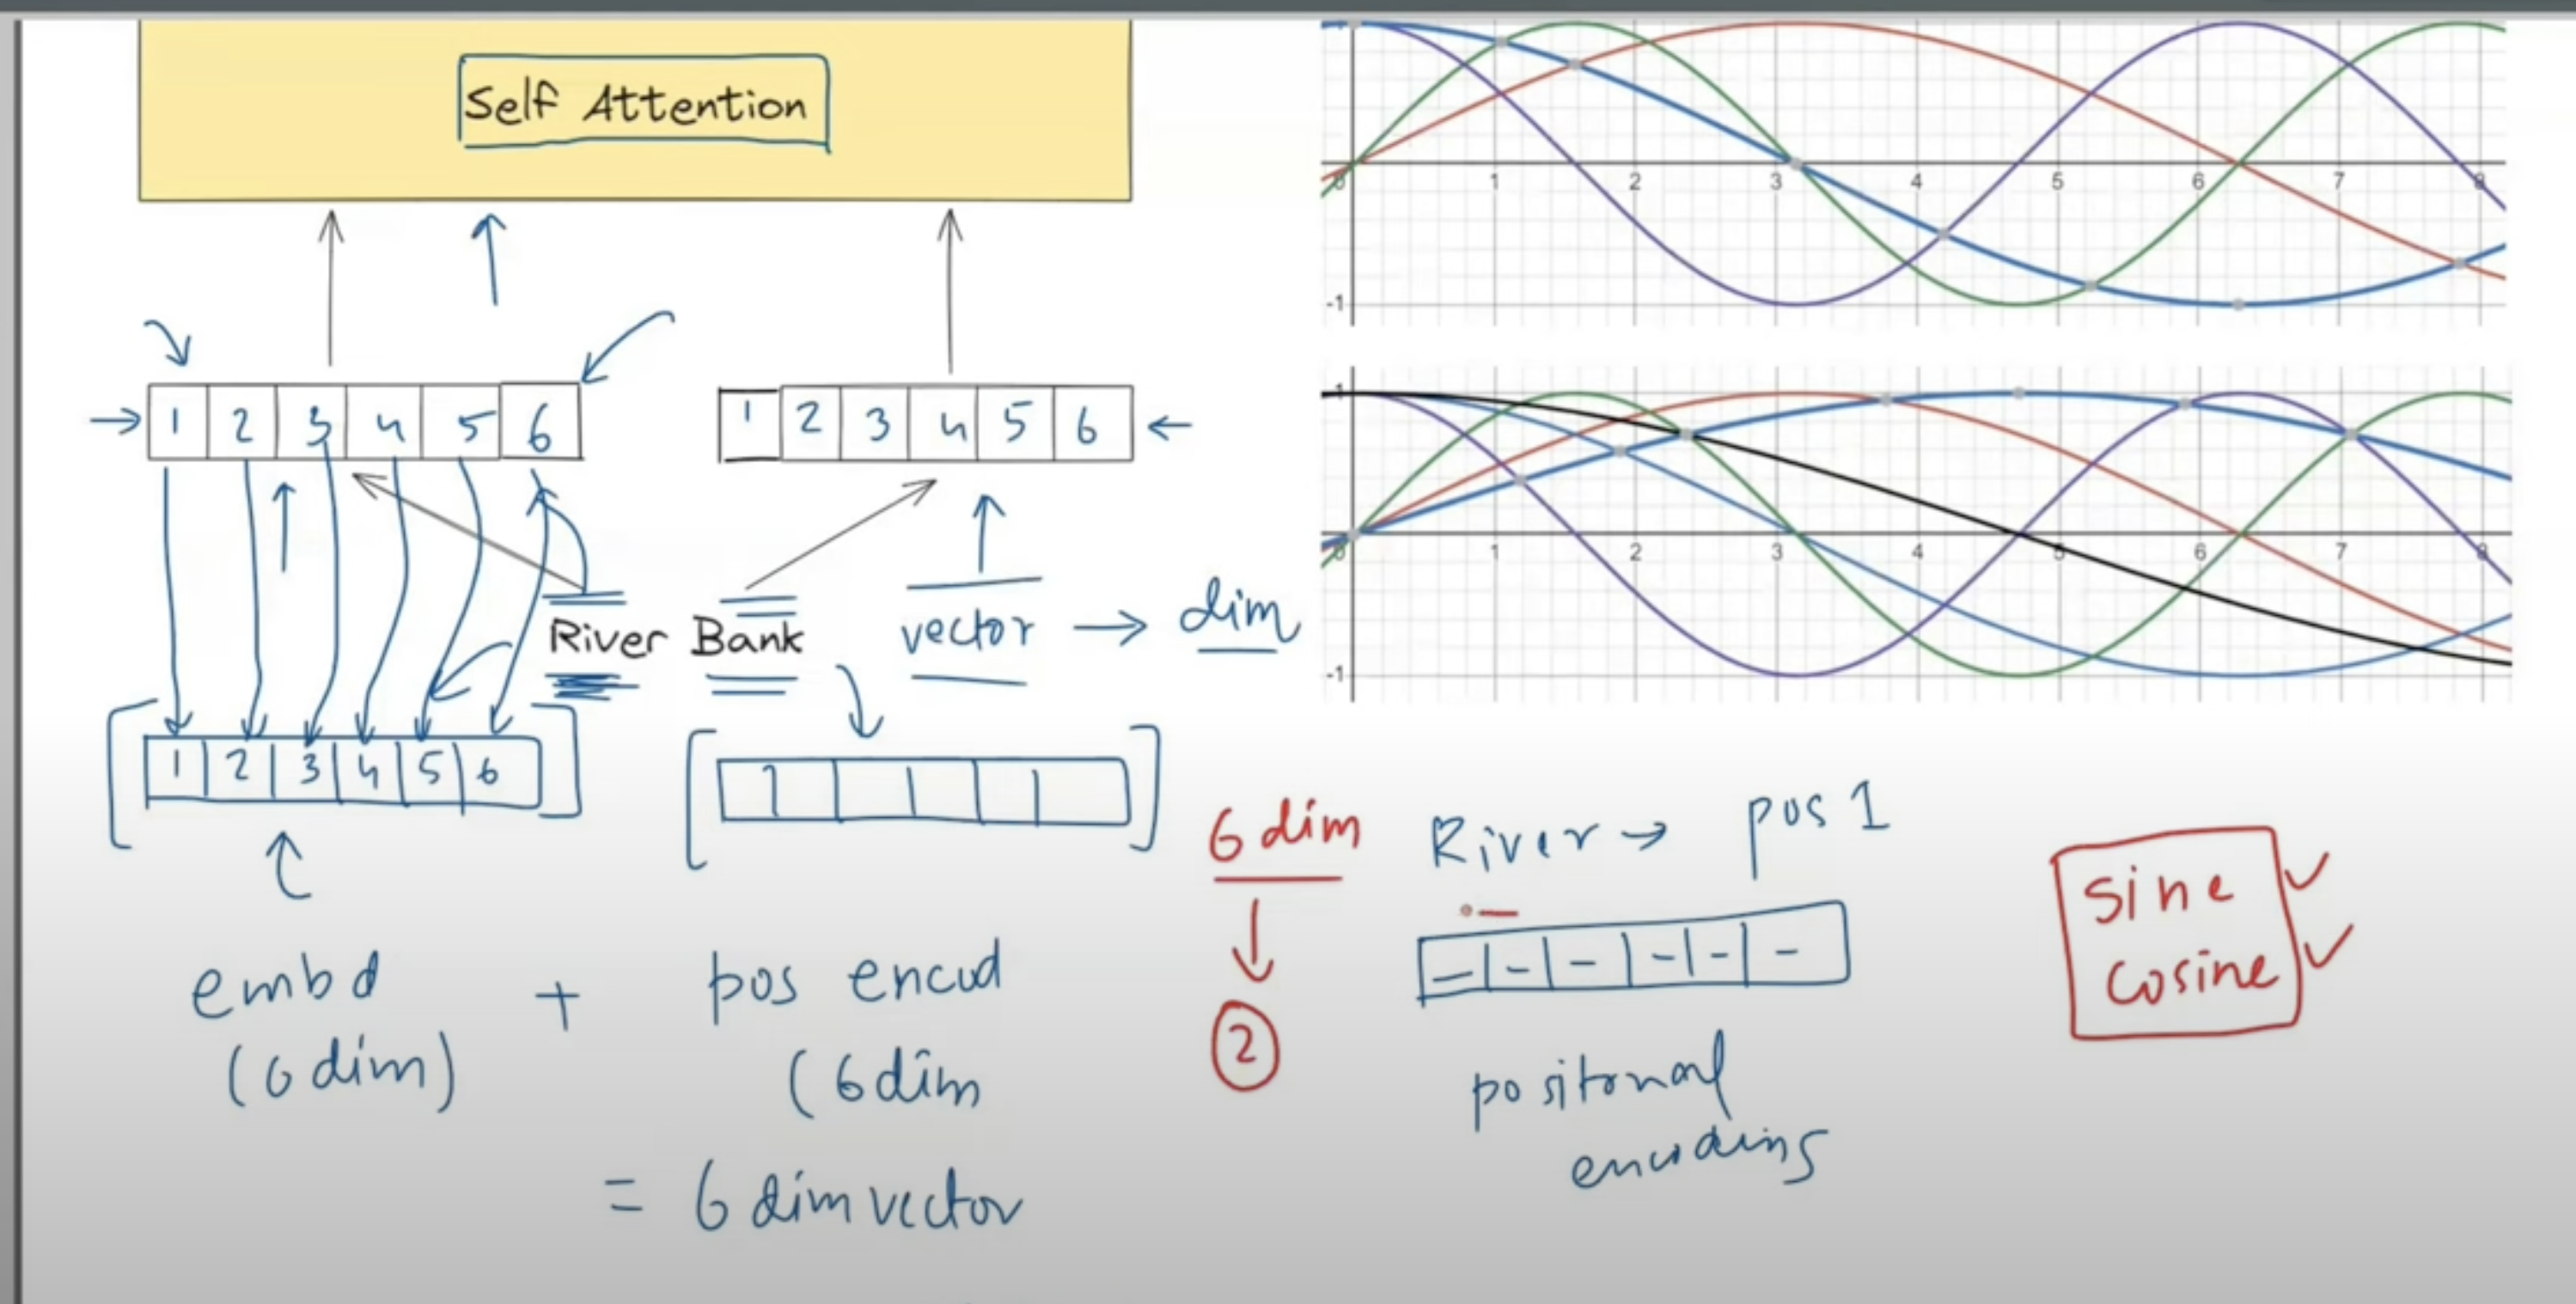 Self Attention
1 2 3 4 5 6
1 2 3 4 5 6
River Bank
vector → dim
1 2 3 4 5 6
embd + pos encod
(6 dim) (6 dim
= 6 dim vector
0 1 2 3 4 5 6 7 8
-1
1
0 1 2 3 4 5 6 7 8
-1
6 dim
2
River → pos 1
positonal
encoding
Sine ✓
Cosine ✓